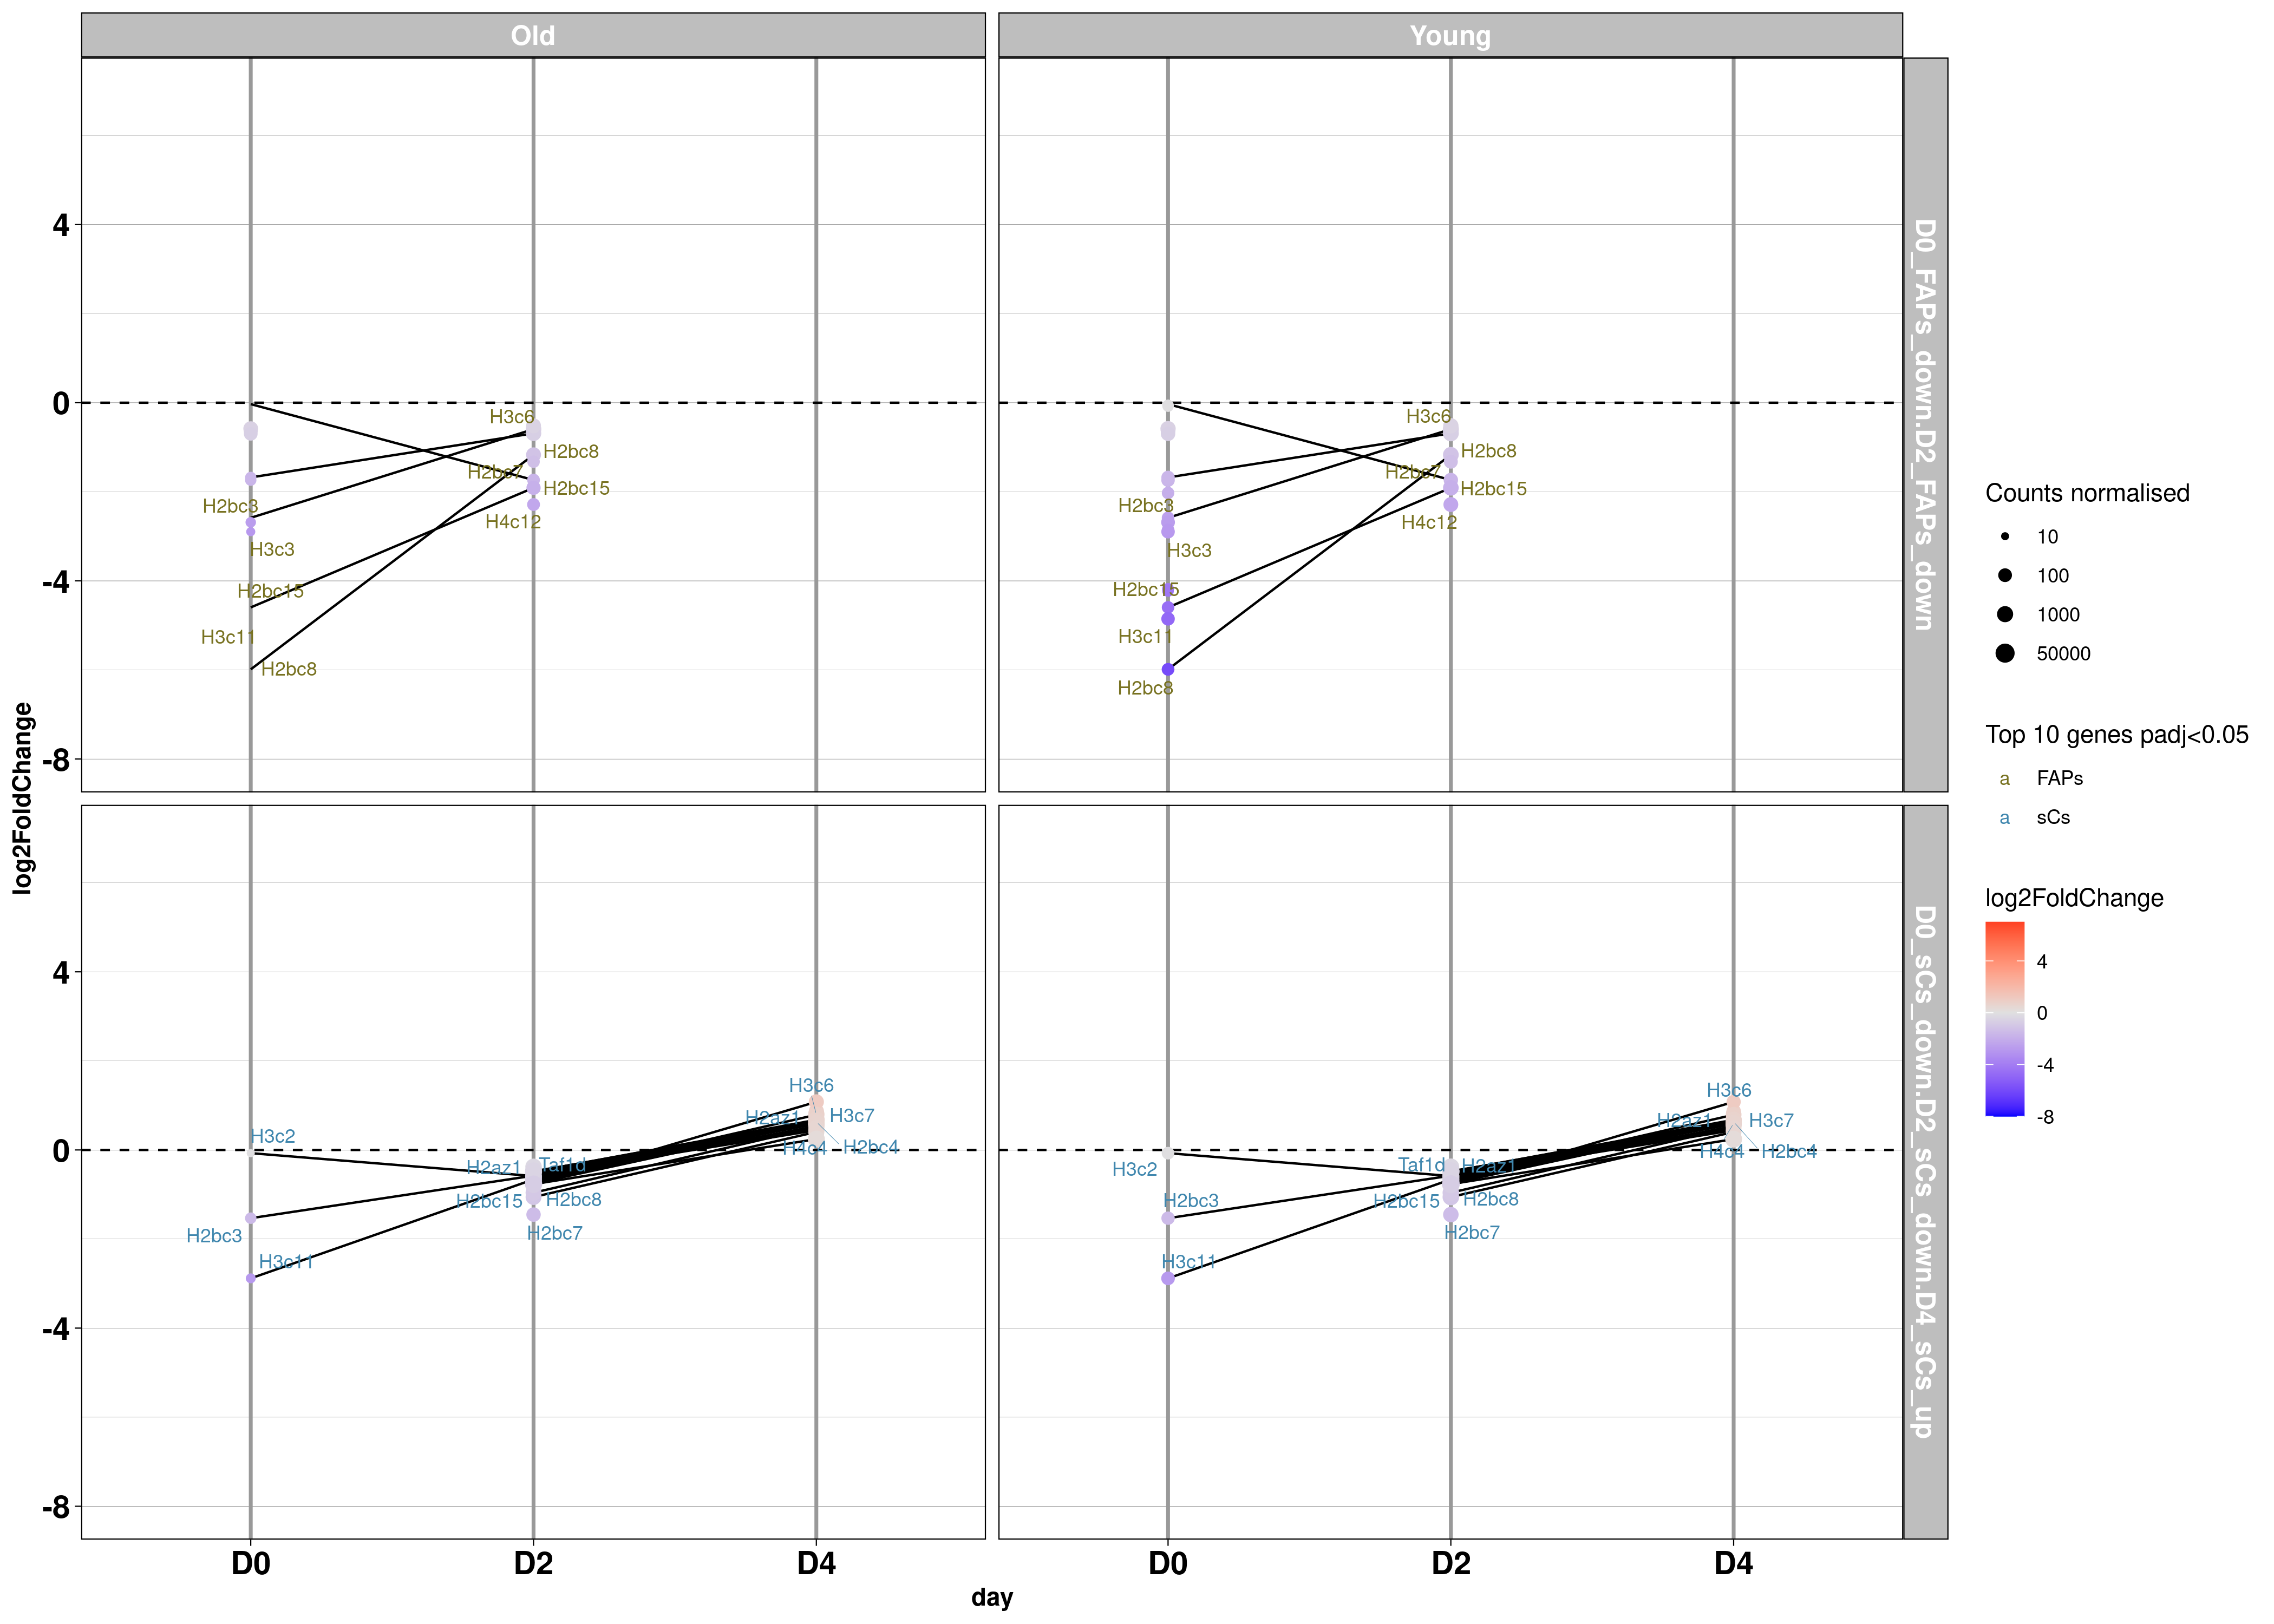 Old
Young
4
0
-4
-8
H3c6
H2bc8
H2bc7
H2bc15
H4c12
H2bc3
H3c3
H2bc15
H3c11
H2bc8
H3c6
H2bc8
H2bc7
H2bc15
H4c12
H2bc3
H3c3
H2bc15
H3c11
H2bc8
D0_FAPs_down.D2_FAPs_down
log2FoldChange
4
0
-4
-8
H3c6
H2az1
H3c7
H3c2
H4c4
H2bc4
H2az1
Taf1d
H2bc15
H2bc8
H2bc3
H2bc7
H3c11
H3c6
H2az1
H3c7
H4c4
H2bc4
H3c2
Taf1d
H2az1
H2bc3
H2bc15
H2bc8
H2bc7
H3c11
D0_sCs_down.D2_sCs_down.D4_sCs_up
D0
D2
D4
D0
D2
D4
day
Counts normalised
10
100
1000
50000
Top 10 genes padj<0.05
a FAPs
a sCs
log2FoldChange
4
0
-4
-8